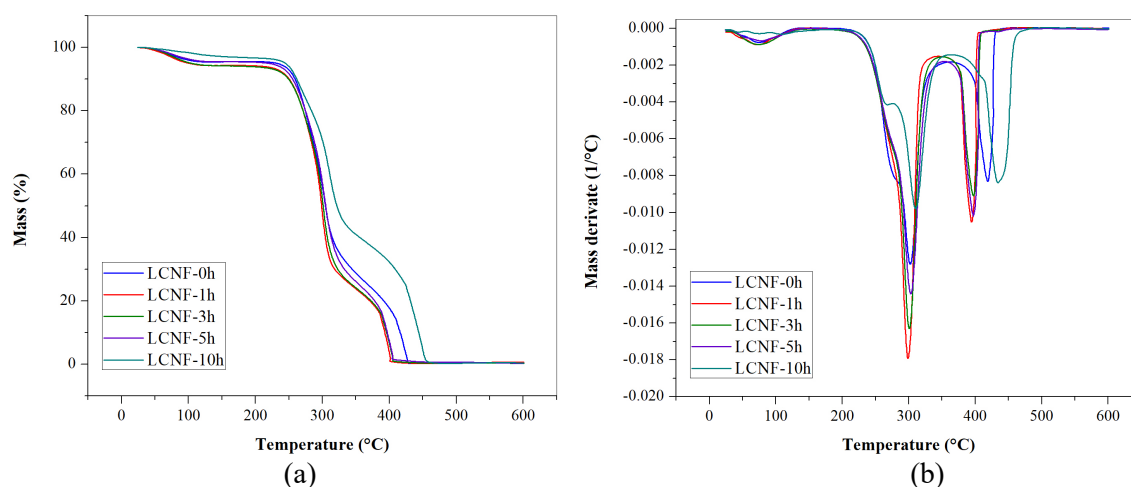 100
80
60
40
20
0
Mass (%)
LCNF-0h
LCNF-1h
LCNF-3h
LCNF-5h
LCNF-10h
0 100 200 300 400 500 600
Temperature (°C)
(a)
0.000
-0.002
-0.004
-0.006
-0.008
-0.010
-0.012
-0.014
-0.016
-0.018
-0.020
Mass derivate (1/°C)
LCNF-0h
LCNF-1h
LCNF-3h
LCNF-5h
LCNF-10h
0 100 200 300 400 500 600
Temperature (°C)
(b)